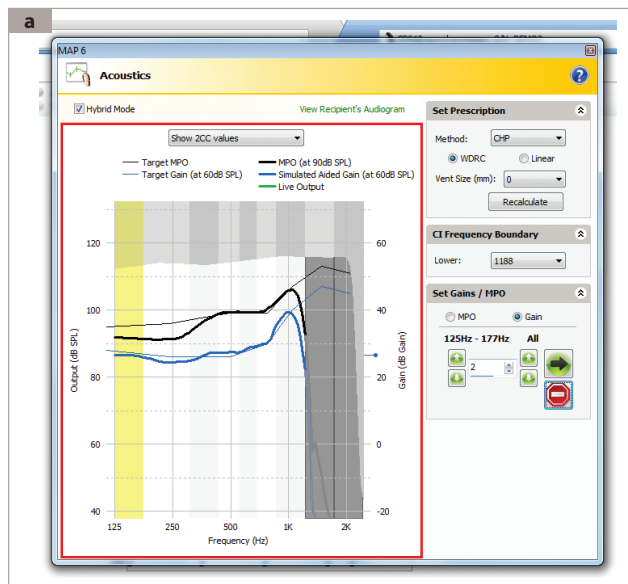 a
MAP 6
Acoustics
Hybrid Mode
View Recipient's Audiogram
Show 2CC values
Target MPO
MPO (at 90dB SPL)
Target Gain (at 60dB SPL)
Simulated Aided Gain (at 60dB SPL)
Live Output
120
100
80
60
40
Output (dB SPL)
60
40
20
0
-20
Gain (dB Gain)
125
250
500
1K
2K
Frequency (Hz)
Set Prescription
Method:
CHP
WDRC
Linear
Vent Size (mm):
0
Recalculate
CI Frequency Boundary
Lower:
1188
Set Gains / MPO
MPO
Gain
125Hz - 177Hz
All
2